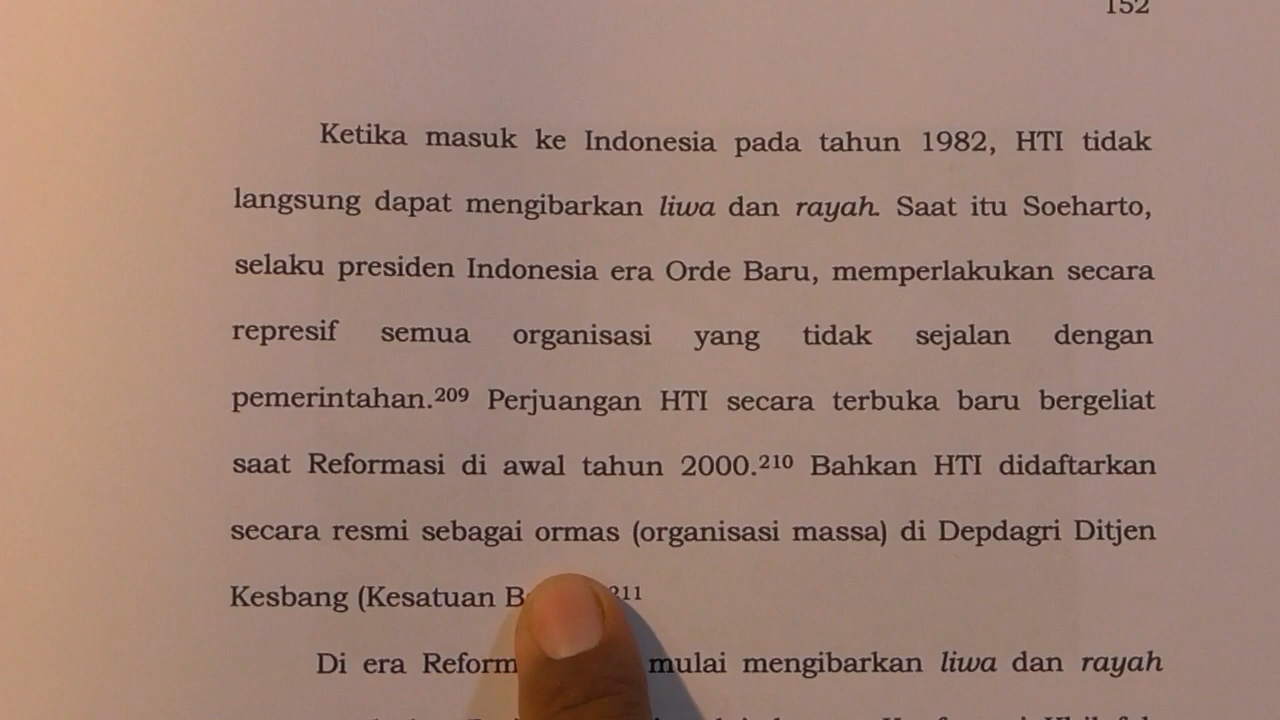 152
Ketika masuk ke Indonesia pada tahun 1982, HTI tidak
langsung dapat mengibarkan liwa dan rayah. Saat itu Soeharto,
selaku presiden Indonesia era Orde Baru, memperlakukan secara
represif semua organisasi yang tidak sejalan dengan
pemerintahan.²⁰⁹ Perjuangan HTI secara terbuka baru bergeliat
saat Reformasi di awal tahun 2000.²¹⁰ Bahkan HTI didaftarkan
secara resmi sebagai ormas (organisasi massa) di Depdagri Ditjen
Kesbang (Kesatuan ²¹¹
Di era mulai mengibarkan liwa dan rayah